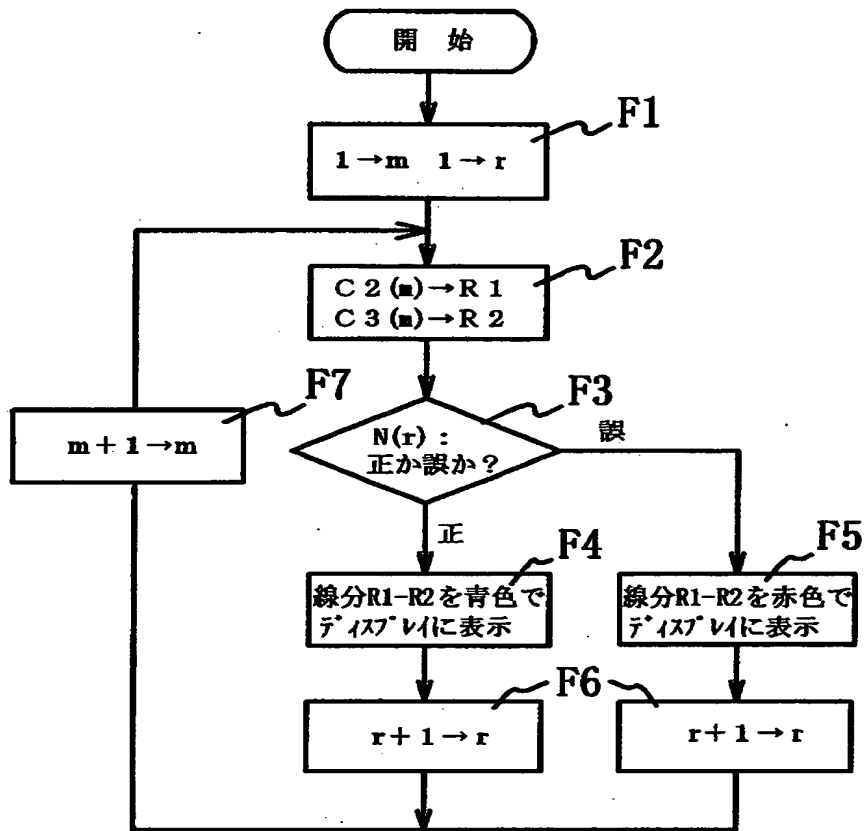 開 始
F1
1→m 1→r
F2
C2(m)→R1
C3(m)→R2
F7
m+1→m
F3
N(r):
正か誤か?
誤
正
F4
線分R1-R2を青色で
ディスプレイに表示
F5
線分R1-R2を赤色で
ディスプレイに表示
F6
r+1→r
r+1→r